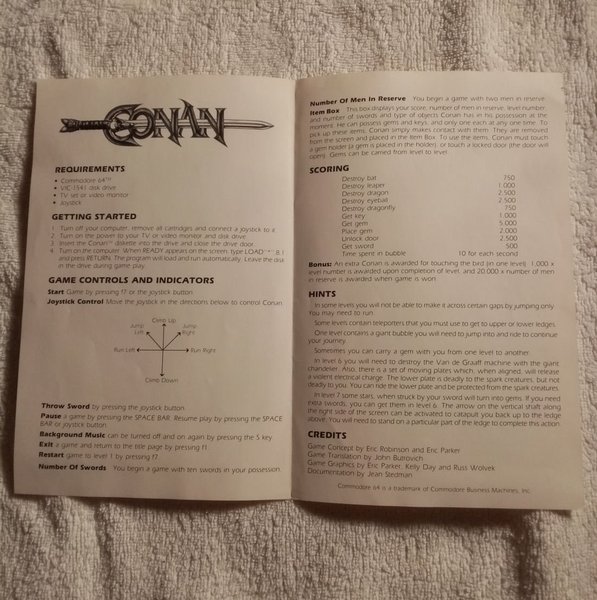 CONAN
REQUIREMENTS
• Commodore 64™
• VIC-1541 disk drive
• TV set or video monitor
• Joystick
GETTING STARTED
1. Turn off your computer, remove all cartridges and connect a joystick to it.
2. Turn on the power to your TV or video monitor and disk drive.
3. Insert the Conan™ diskette into the drive and close the drive door.
4. Turn on the computer. When READY appears on the screen, type LOAD "*",8,1
and press RETURN. The program will load and run automatically. Leave the disk
in the drive during game play.
GAME CONTROLS AND INDICATORS
Start Game by pressing f7 or the joystick button.
Joystick Control Move the joystick in the directions below to control Conan.
Climb Up
Jump Left
Jump Right
Run Left
Run Right
Climb Down
Throw Sword by pressing the joystick button.
Pause a game by pressing the SPACE BAR. Resume play by pressing the SPACE
BAR or joystick button.
Background Music can be turned off and on again by pressing the S key.
Exit a game and return to the title page by pressing f1.
Restart game to level 1 by pressing f7.
Number Of Swords You begin a game with ten swords in your possession.
Number Of Men In Reserve You begin a game with two men in reserve.
Item Box This box displays your score, number of men in reserve, level number,
and number of swords and type of objects Conan has in his possession at the
moment. He can possess gems and keys, and only one each at any one time. To
pick up these items, Conan simply makes contact with them. They are removed
from the screen and placed in the Item Box. To use the items, Conan must touch
a gem holder (a gem is placed in the holder), or touch a locked door (the door will
open). Gems can be carried from level to level.
SCORING
Destroy bat 750
Destroy leaper 1,000
Destroy dragon 2,500
Destroy eyeball 2,500
Destroy dragonfly 750
Get key 1,000
Get gem 5,000
Place gem 2,000
Unlock door 2,500
Get sword 500
Time spent in bubble 10 for each second
Bonus: An extra Conan is awarded for touching the bird (in one level). 1,000 x
level number is awarded upon completion of level, and 20,000 x number of men
in reserve is awarded when game is won.
HINTS
In some levels you will not be able to make it across certain gaps by jumping only.
You may need to run.
Some levels contain teleporters that you must use to get to upper or lower ledges.
One level contains a giant bubble you will need to jump into and ride to continue
your journey.
Sometimes you can carry a gem with you from one level to another.
In level 6 you will need to destroy the Van de Graaff machine with the giant
chandelier. Also, there is a set of moving plates which, when aligned, will release
a violent electrical charge. The lower plate is deadly to the spark creatures, but not
deadly to you. You can ride the lower plate and be protected from the spark creatures.
In level 7 some stars, when struck by your sword will turn into gems. If you need
extra swords, you can get them in level 6. The arrow on the vertical shaft along
the right side of the screen can be activated to catapult you back up to the ledge
above. You will need to stand on a particular part of the ledge to complete this action.
CREDITS
Game Concept by Eric Robinson and Eric Parker
Game Translation by John Butrovich
Game Graphics by Eric Parker, Kelly Day and Russ Wolvek
Documentation by Jean Stedman
Commodore 64 is a trademark of Commodore Business Machines, Inc.